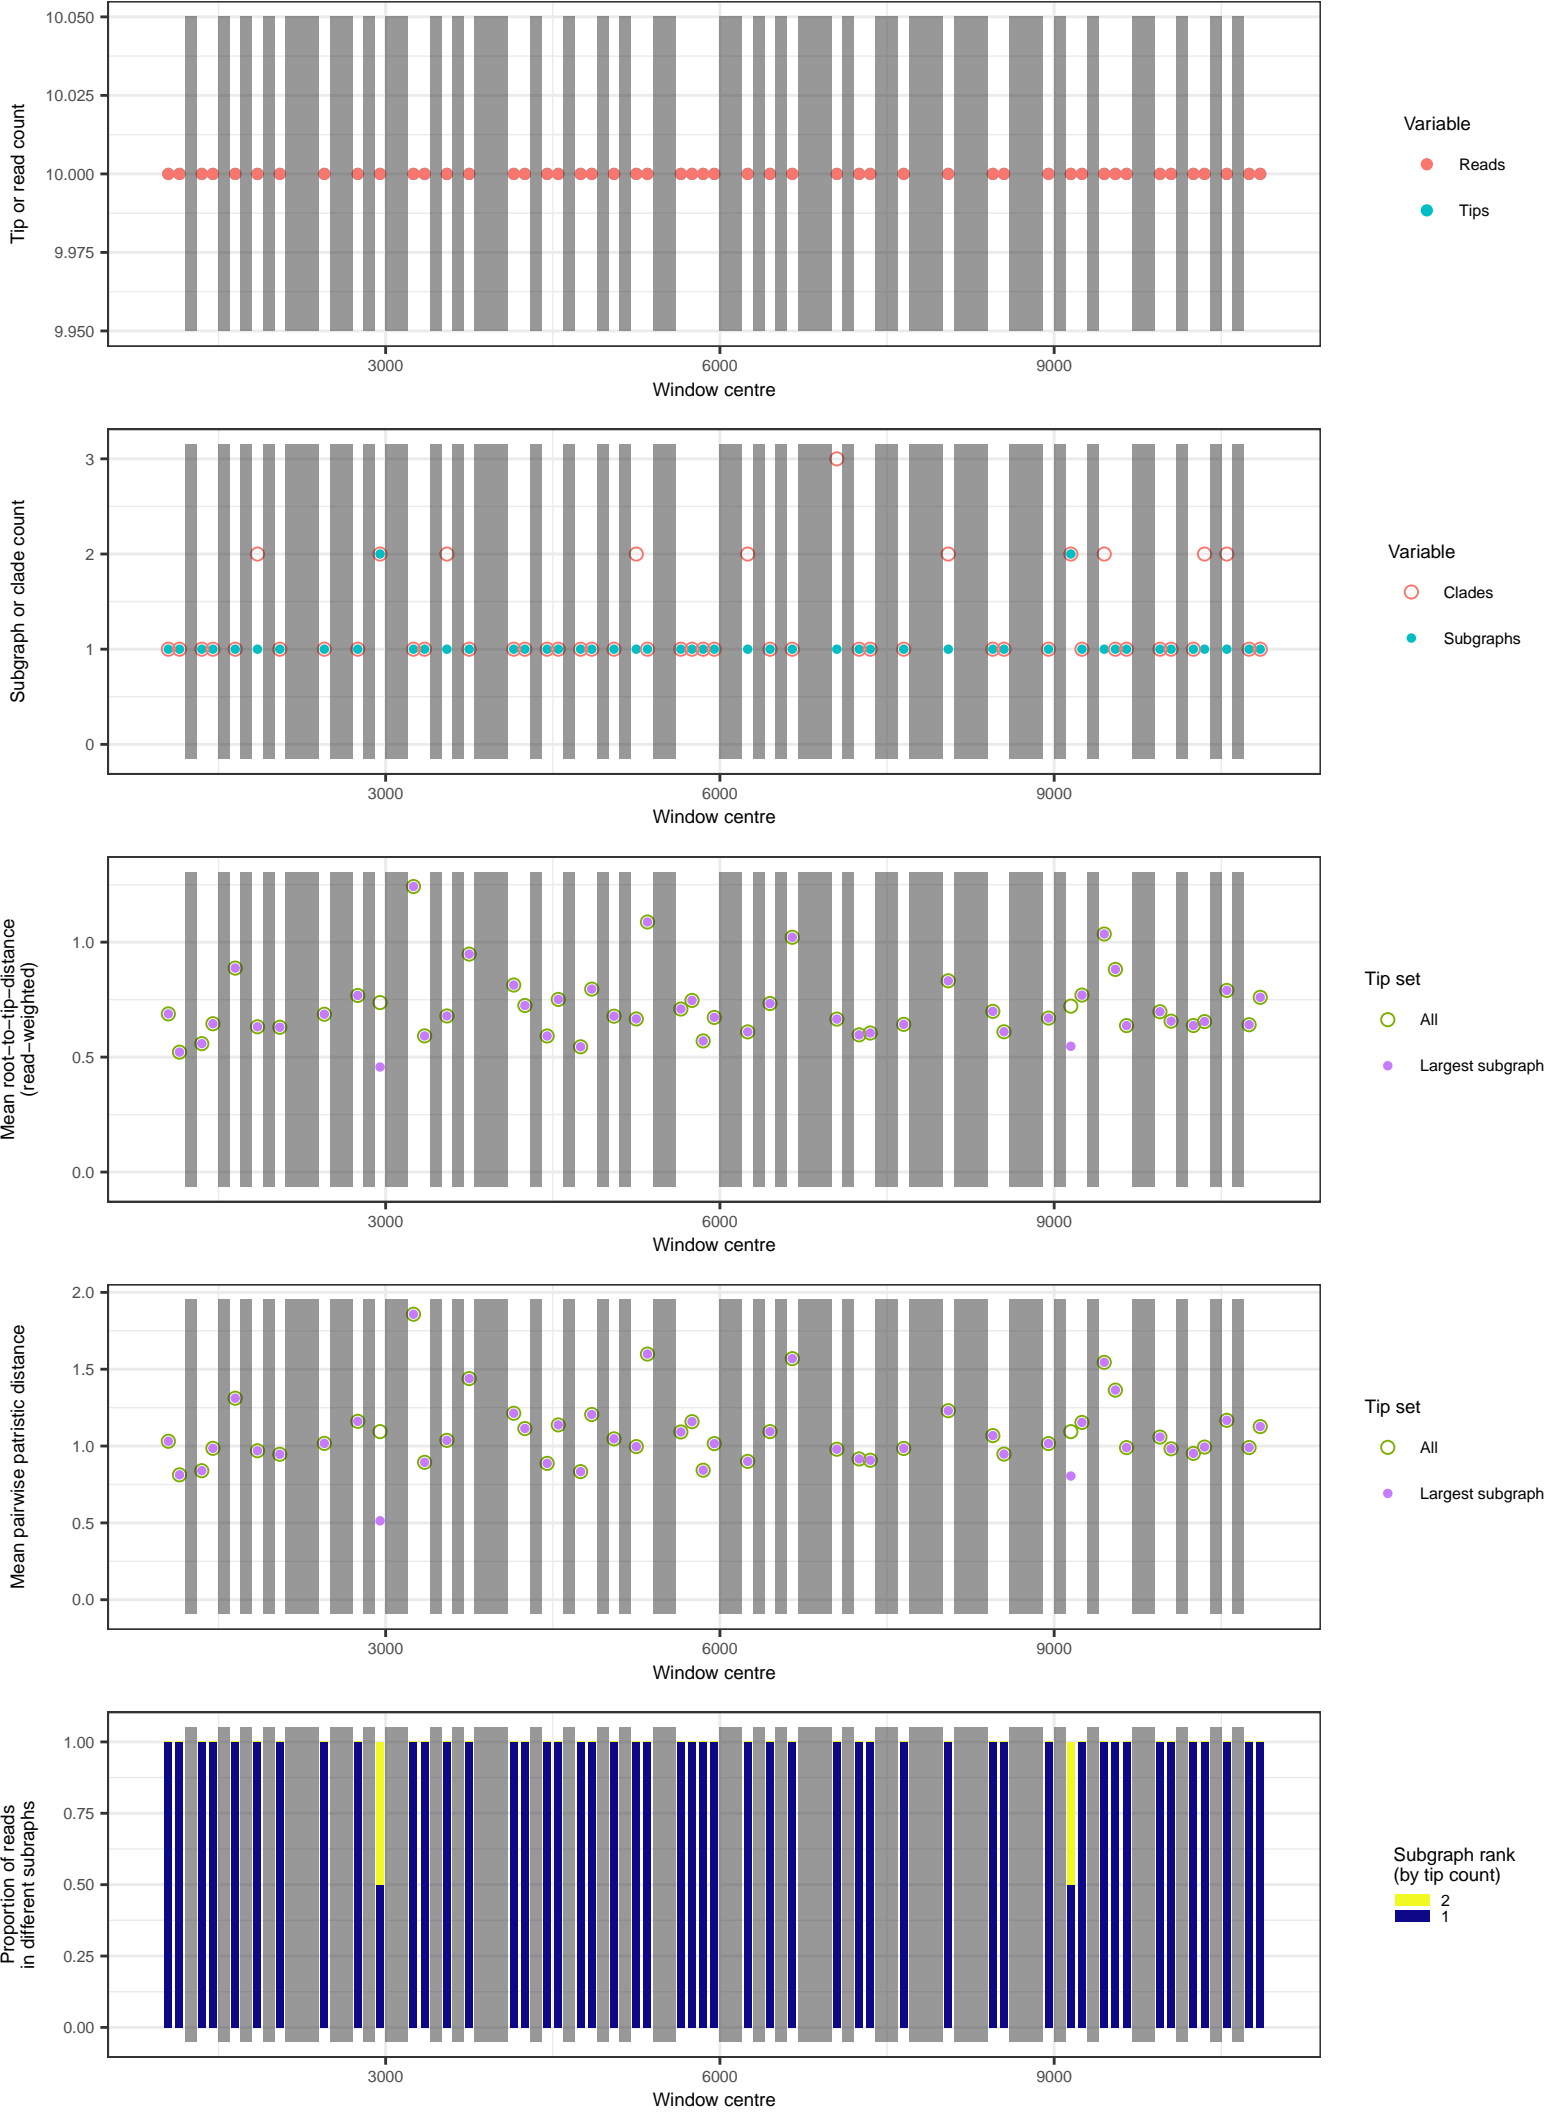 10.050
10.025
10.000
9.975
9.950
Tip or read count
3000
6000
9000
Window centre
Variable
Reads
Tips
3
2
1
0
Subgraph or clade count
3000
6000
9000
Window centre
Variable
Clades
Subgraphs
1.0
0.5
0.0
Mean root−to−tip−distance
(read−weighted)
3000
6000
9000
Window centre
Tip set
All
Largest subgraph
2.0
1.5
1.0
0.5
0.0
Mean pairwise patristic distance
3000
6000
9000
Window centre
Tip set
All
Largest subgraph
1.00
0.75
0.50
0.25
0.00
Proportion of reads
in different subraphs
3000
6000
9000
Window centre
Subgraph rank
(by tip count)
2
1